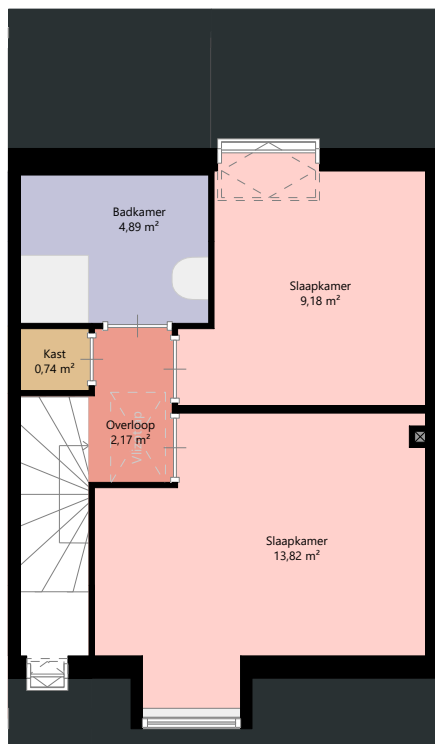 Badkamer
4,89 m²
Slaapkamer
9,18 m²
Kast
0,74 m²
Overloop
2,17 m²
Slaapkamer
13,82 m²